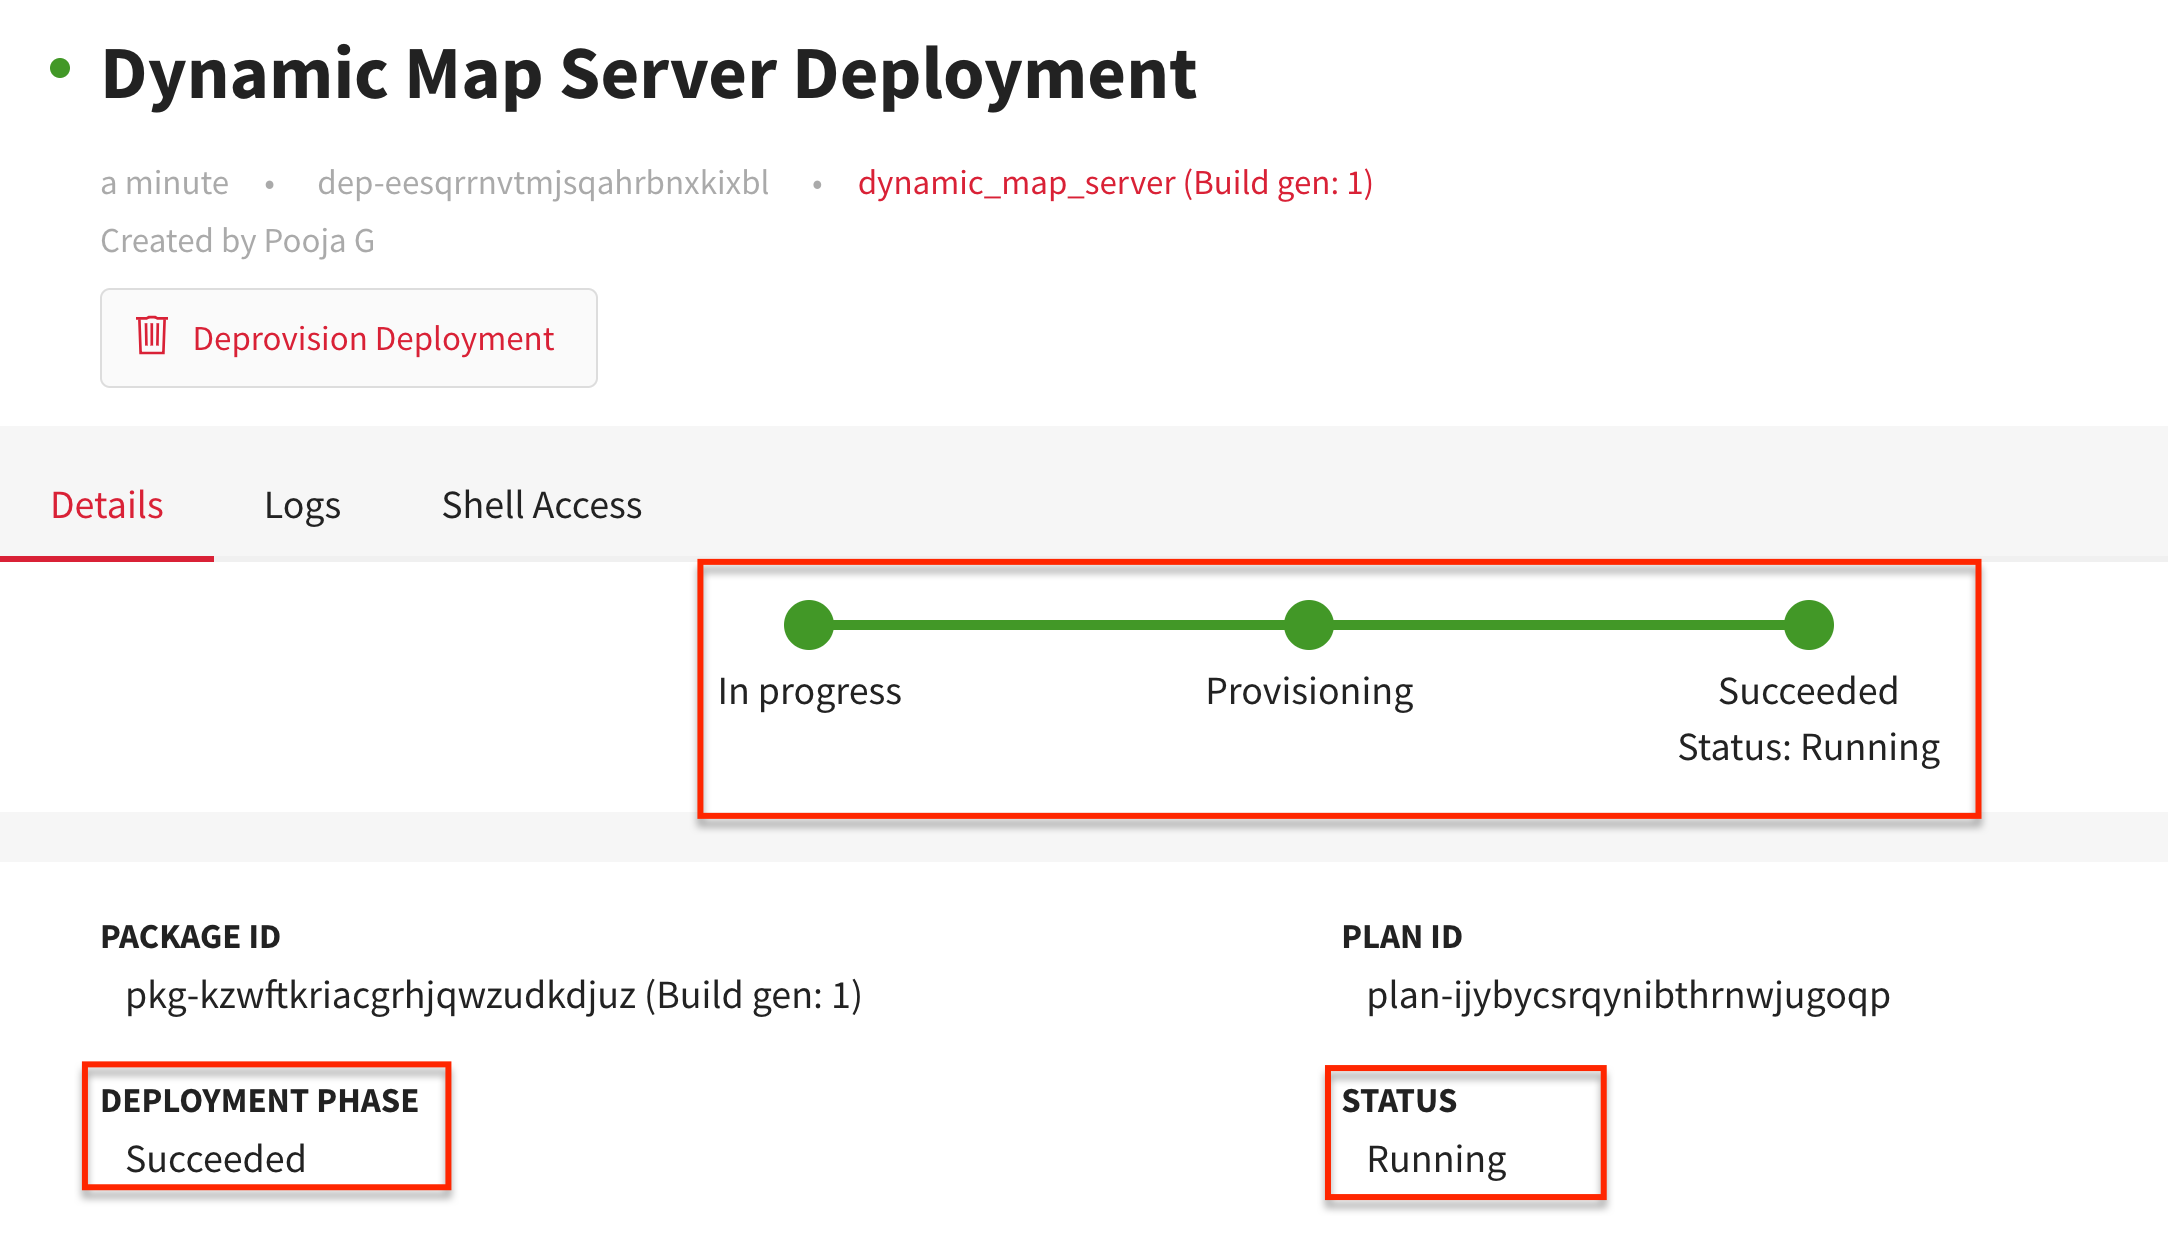 Dynamic Map Server Deployment
a minute • dep-eesqrrnvtmjsqahrbnxkixbl • dynamic_map_server (Build gen: 1)
Created by Pooja G
Deprovision Deployment
Details Logs Shell Access
In progress Provisioning Succeeded
Status: Running
PACKAGE ID PLAN ID
pkg-kzwftkriacgrhjqwzudkdjuz (Build gen: 1) plan-ijybycsrqynibthrnwjugoqp
DEPLOYMENT PHASE STATUS
Succeeded Running